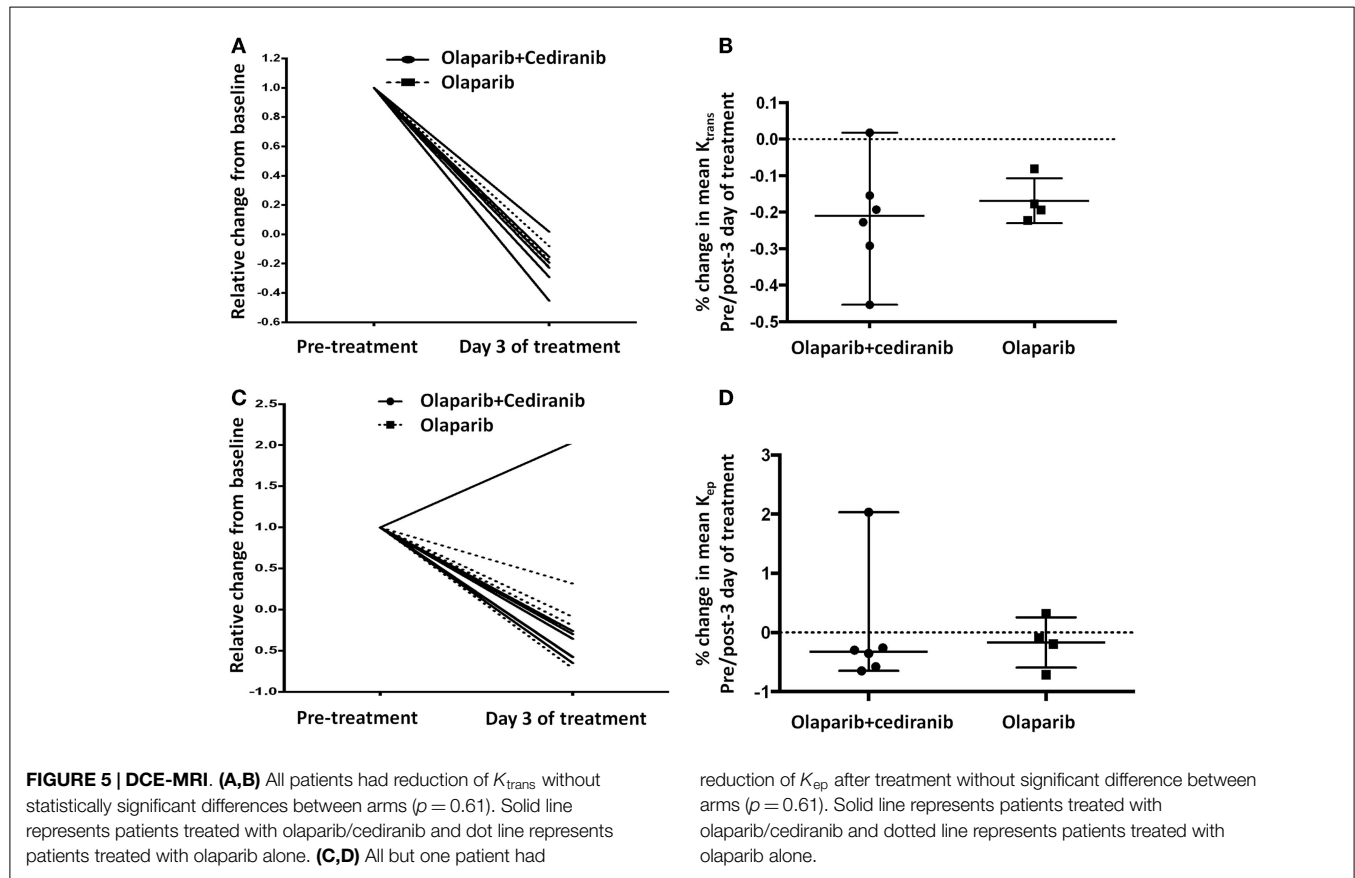 A
Olaparib+Cediranib
Olaparib
Relative change from baseline
1.2
1.0
0.8
0.6
0.4
0.2
0.0
-0.2
-0.4
-0.6
Pre-treatment
Day 3 of treatment
B
% change in mean Ktrans
Pre/post-3 day of treatment
0.1
0.0
-0.1
-0.2
-0.3
-0.4
-0.5
Olaparib+cediranib
Olaparib
C
Olaparib+Cediranib
Olaparib
Relative change from baseline
2.5
2.0
1.5
1.0
0.5
0.0
0.5
-1.0
Pre-treatment
Day 3 of treatment
D
% change in mean Kep
Pre/post-3 day of treatment
3
2
1
0
-1
Olaparib+cediranib
Olaparib
FIGURE 5 | DCE-MRI. (A,B) All patients had reduction of Ktrans without
statistically significant differences between arms (p = 0.61). Solid line
represents patients treated with olaparib/cediranib and dot line represents
patients treated with olaparib alone. (C,D) All but one patient had
reduction of Kep after treatment without significant difference between
arms (p = 0.61). Solid line represents patients treated with
olaparib/cediranib and dotted line represents patients treated with
olaparib alone.